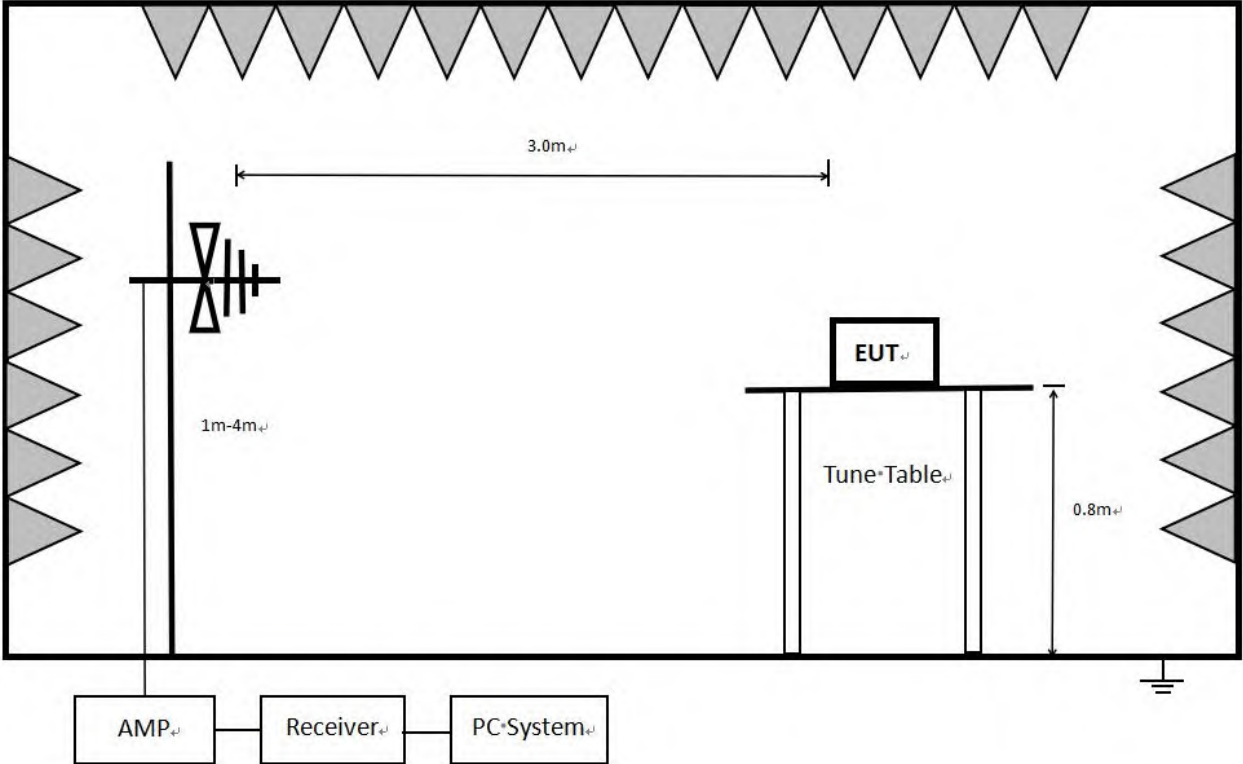 3.0m
EUT
1m-4m
Tune Table
0.8m
AMP
Receiver
PC System